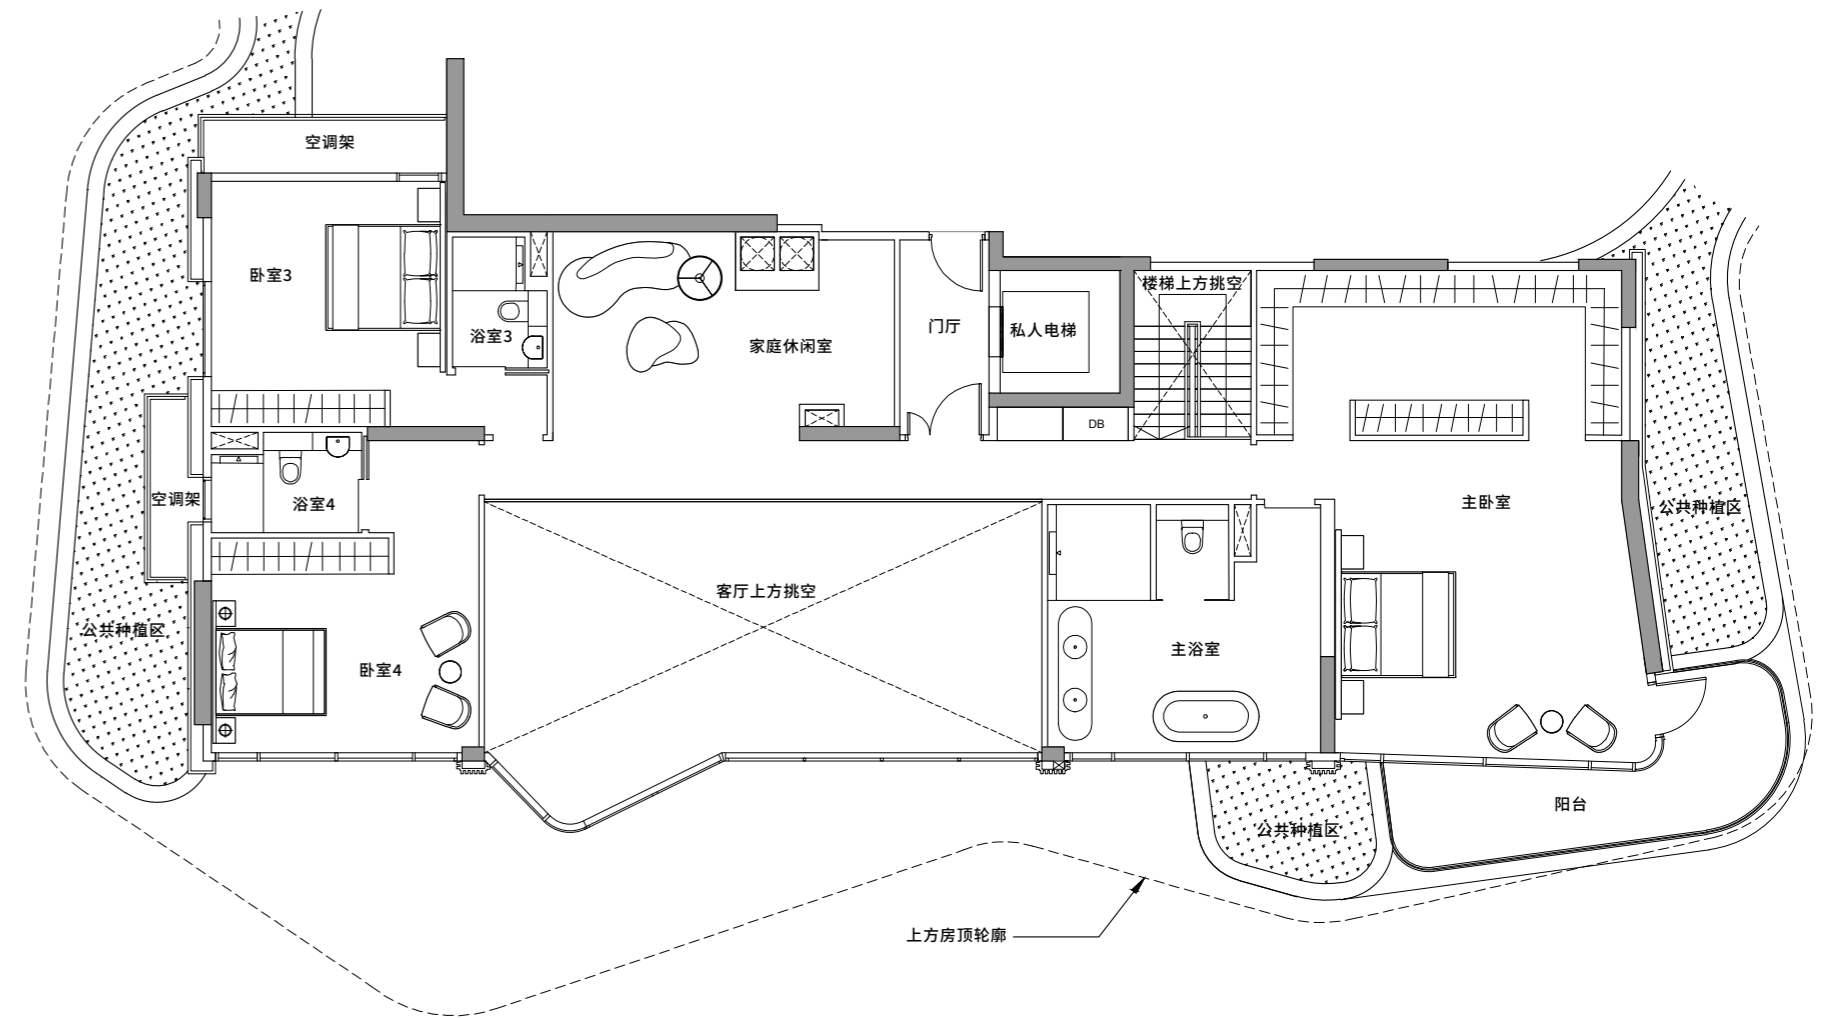 空调架
卧室3
楼梯上方挑空
门厅
私人电梯
浴室3
家庭休闲室
DB
空调架
浴室4
主卧室
公共种植区
客厅上方挑空
公共种植区
主浴室
卧室4
阳台
公共种植区
上方房顶轮廓